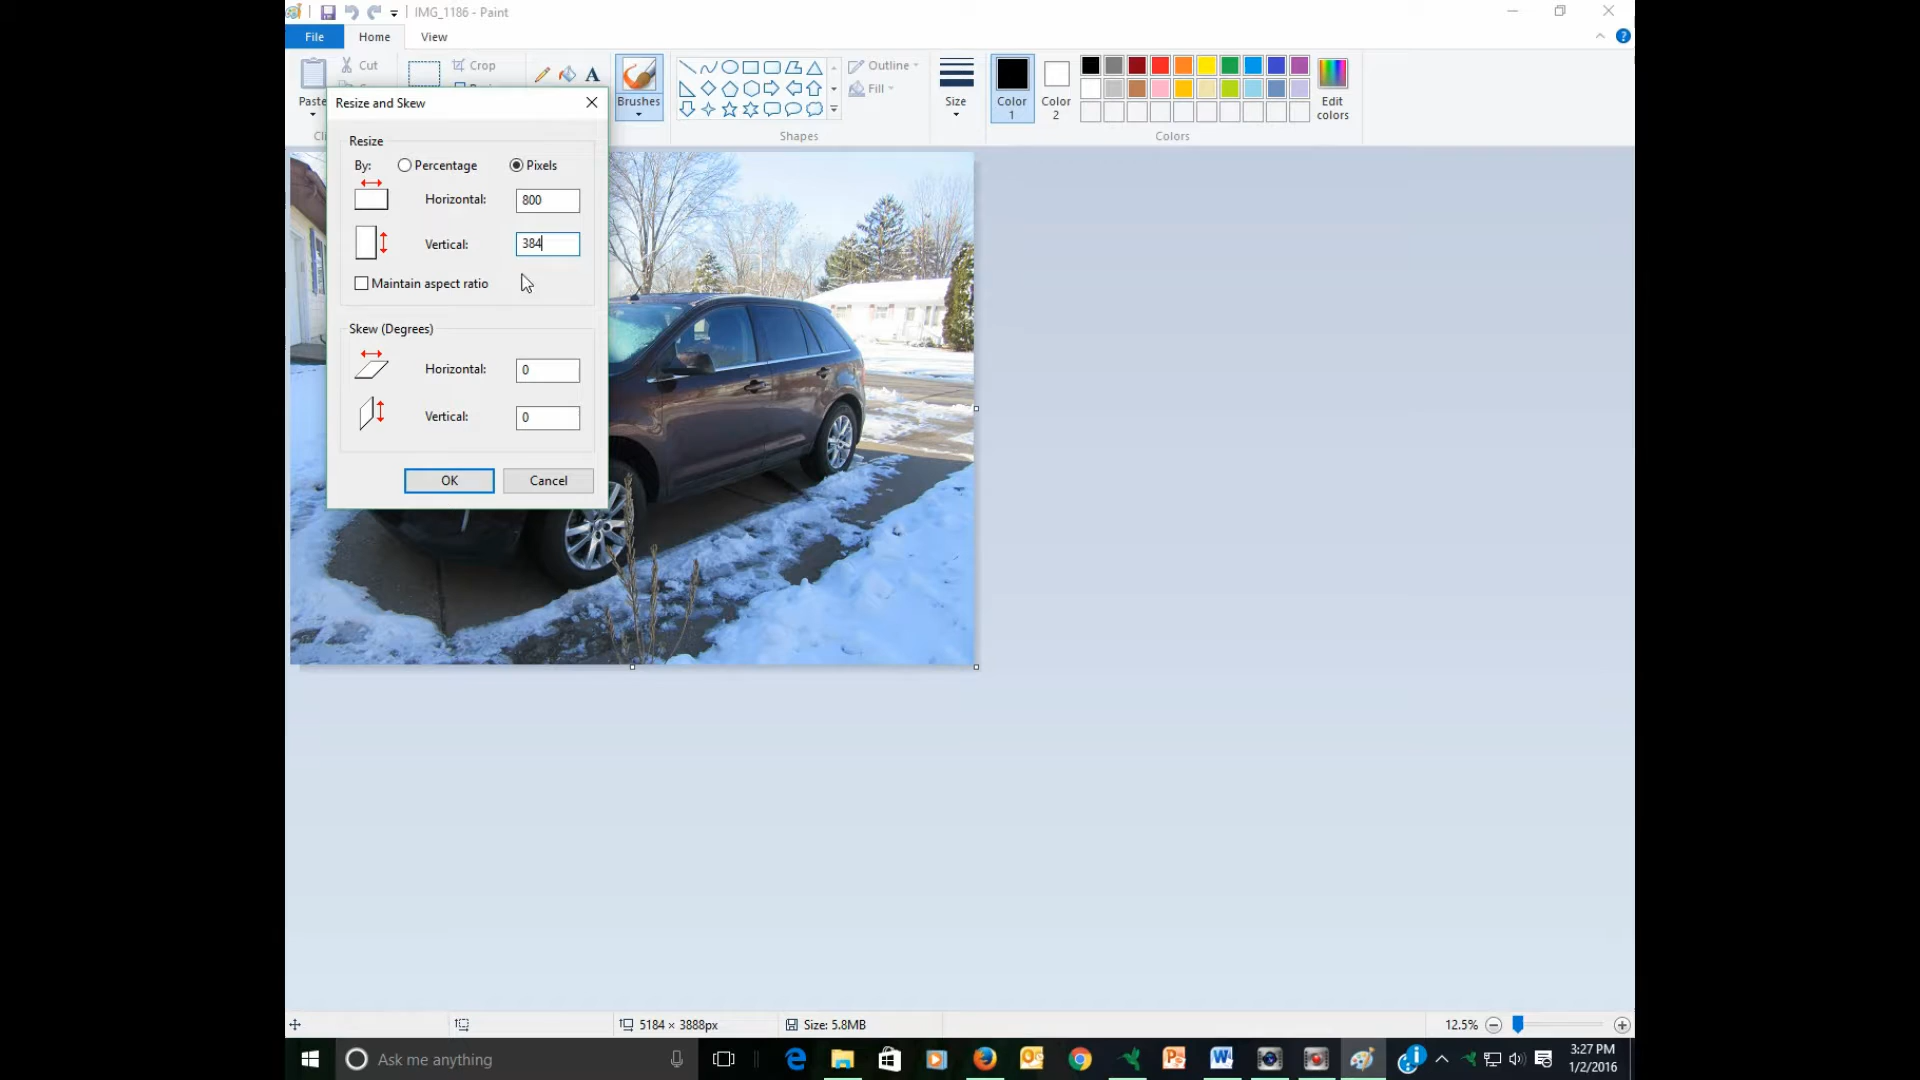 IMG_1186 - Paint
File Home View
Cut
Crop
Outline
Fill
Paste
Brushes
Size
Color 1
Color 2
Edit colors
Shapes
Colors
Resize and Skew
Resize
By: Percentage Pixels
Horizontal: 800
Vertical: 384
Maintain aspect ratio
Skew (Degrees)
Horizontal: 0
Vertical: 0
OK Cancel
5184 × 3888px Size: 5.8MB 12.5%
Ask me anything
3:27 PM
1/2/2016